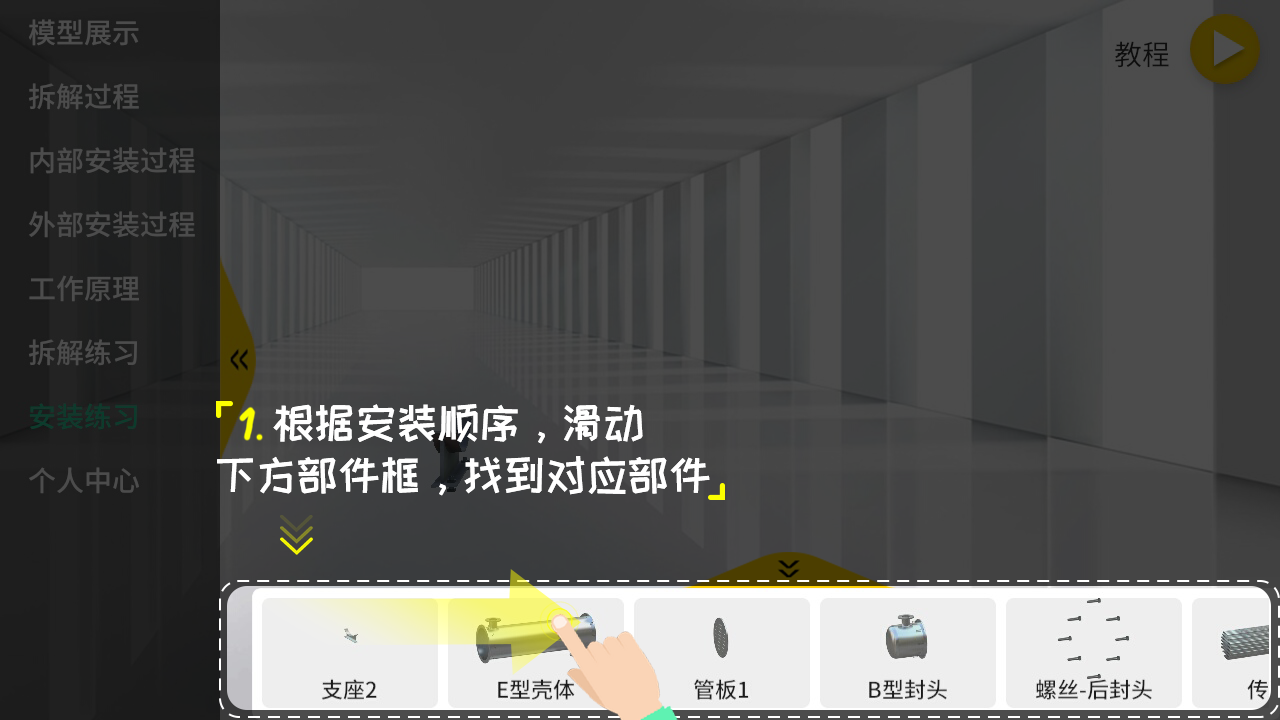 模型展示
拆解过程
内部安装过程
外部安装过程
工作原理
拆解练习
安装练习
个人中心
教程
1.根据安装顺序，滑动
下方部件框，找到对应部件
支座2
E型壳体
管板1
B型封头
螺丝-后封头
传